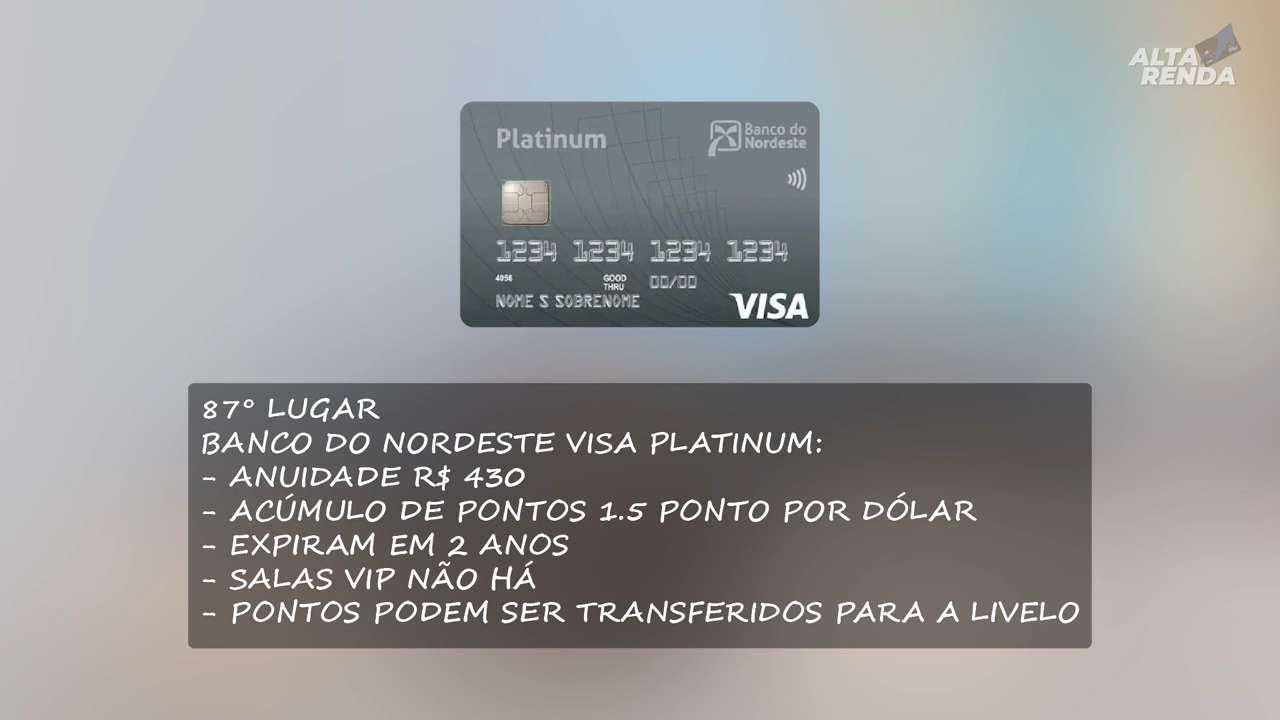 ALTA
RENDA
Platinum
Banco do
Nordeste
1234 1234 1234 1234
4056
GOOD
THRU
00/00
NOME S SOBRENOME
VISA
87° LUGAR
BANCO DO NORDESTE VISA PLATINUM:
- ANUIDADE R$ 430
- ACÚMULO DE PONTOS 1.5 PONTO POR DÓLAR
- EXPIRAM EM 2 ANOS
- SALAS VIP NÃO HÁ
- PONTOS PODEM SER TRANSFERIDOS PARA A LIVELO